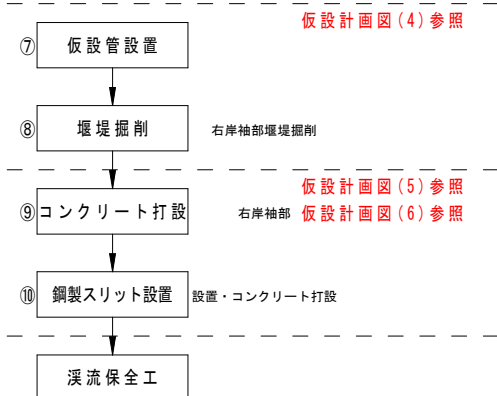 仮設計画図(4)参照
⑦ 仮設管設置
⑧ 堰堤掘削 右岸袖部堰堤掘削
仮設計画図(5)参照
⑨ コンクリート打設 右岸袖部 仮設計画図(6)参照
⑩ 鋼製スリット設置 設置・コンクリート打設
渓流保全工